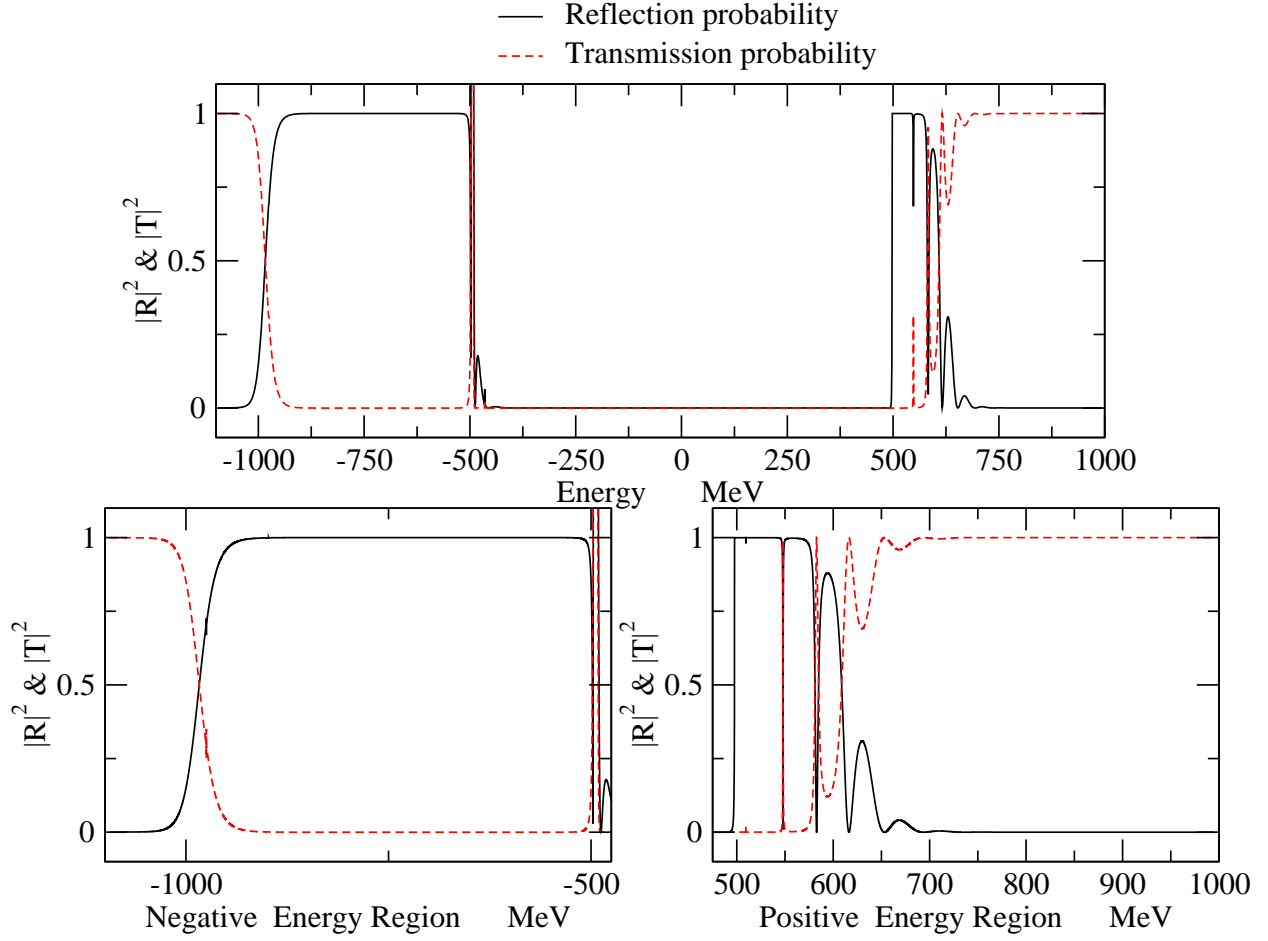 Reflection probability
Transmission probability
|R|² & |T|²
1
0.5
0
-1000 -750 -500 -250 0 250 500 750 1000
Energy MeV
|R|² & |T|²
1
0.5
0
-1000 -500
Negative Energy Region MeV
|R|² & |T|²
1
0.5
0
500 600 700 800 900 1000
Positive Energy Region MeV